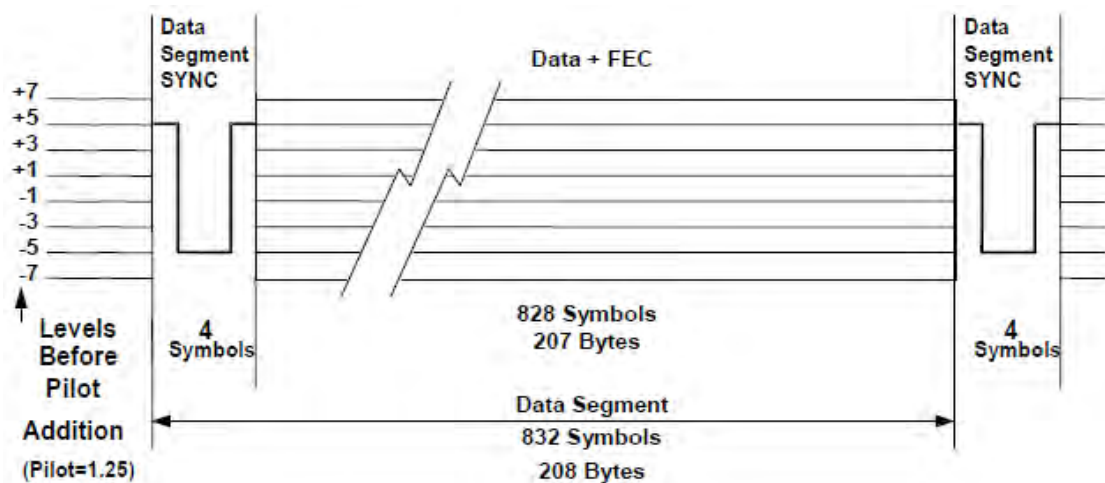 Data
Segment
SYNC
Data + FEC
Data
Segment
SYNC
+7
+5
+3
+1
-1
-3
-5
-7
Levels
Before
Pilot
Addition
(Pilot=1.25)
4
Symbols
828 Symbols
207 Bytes
4
Symbols
Data Segment
832 Symbols
208 Bytes